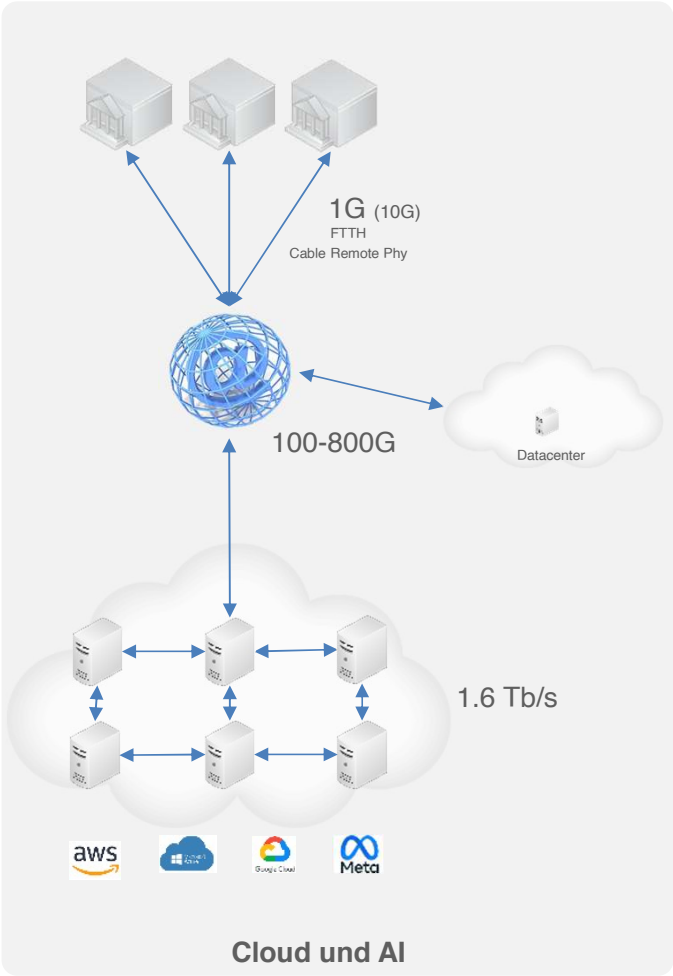 1G (10G)
FTTH
Cable Remote Phy
100-800G
Datacenter
1.6 Tb/s
aws
Google Cloud
Meta
Cloud und AI